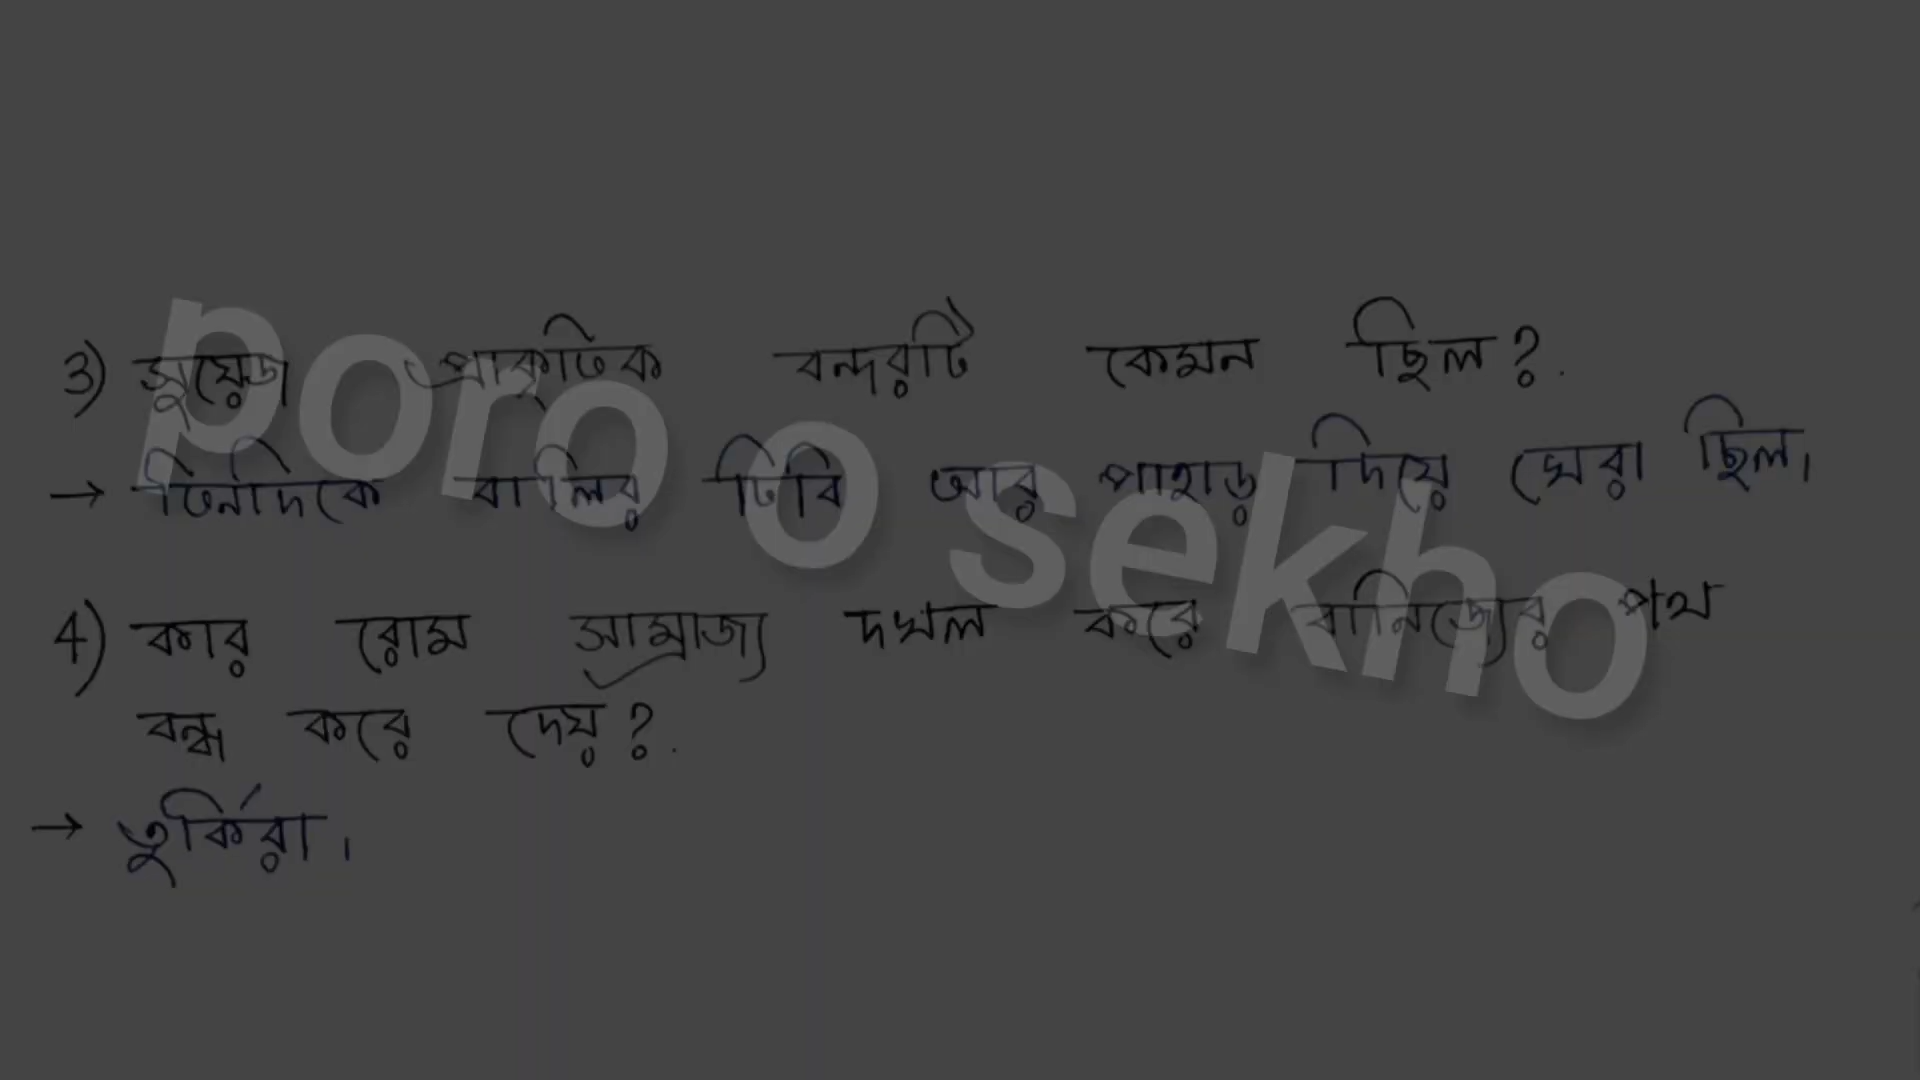 3) সুয়েজ প্রাকৃতিক বন্দরটি কেমন ছিল?
→ তিনদিকে বালির ঢিবি আর পাহাড় দিয়ে ঘেরা ছিল।
4) কার রোম সাম্রাজ্য দখল করে বানিজ্যের পথ
বন্ধ করে দেয়?
→ তুর্কিরা।
poro o sekho